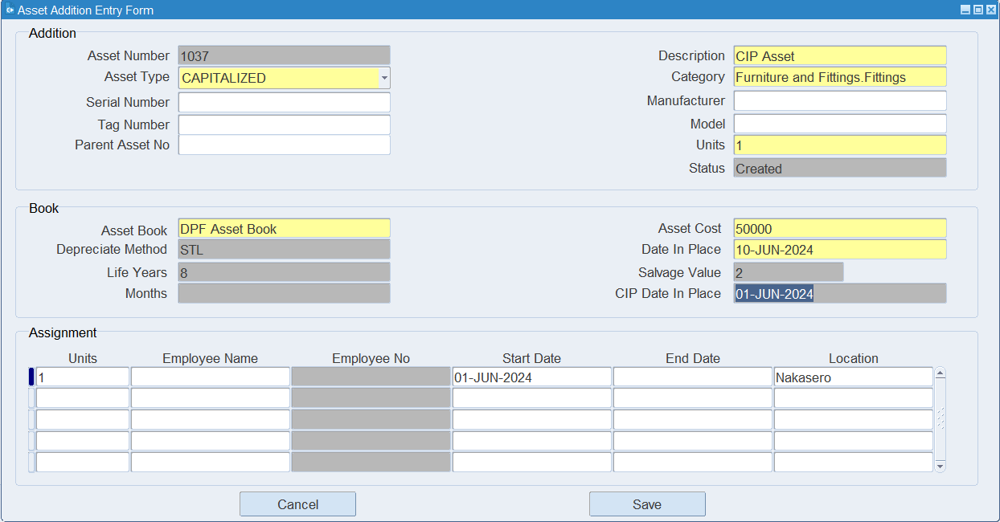 Asset Addition Entry Form
Addition
Asset Number 1037
Description CIP Asset
Asset Type CAPITALIZED
Category Furniture and Fittings.Fittings
Serial Number
Manufacturer
Tag Number
Model
Parent Asset No
Units 1
Status Created
Book
Asset Book DPF Asset Book
Asset Cost 50000
Depreciate Method STL
Date In Place 10-JUN-2024
Life Years 8
Salvage Value 2
Months
CIP Date In Place 01-JUN-2024
Assignment
Units Employee Name Employee No Start Date End Date Location
1 01-JUN-2024 Nakasero
Cancel Save